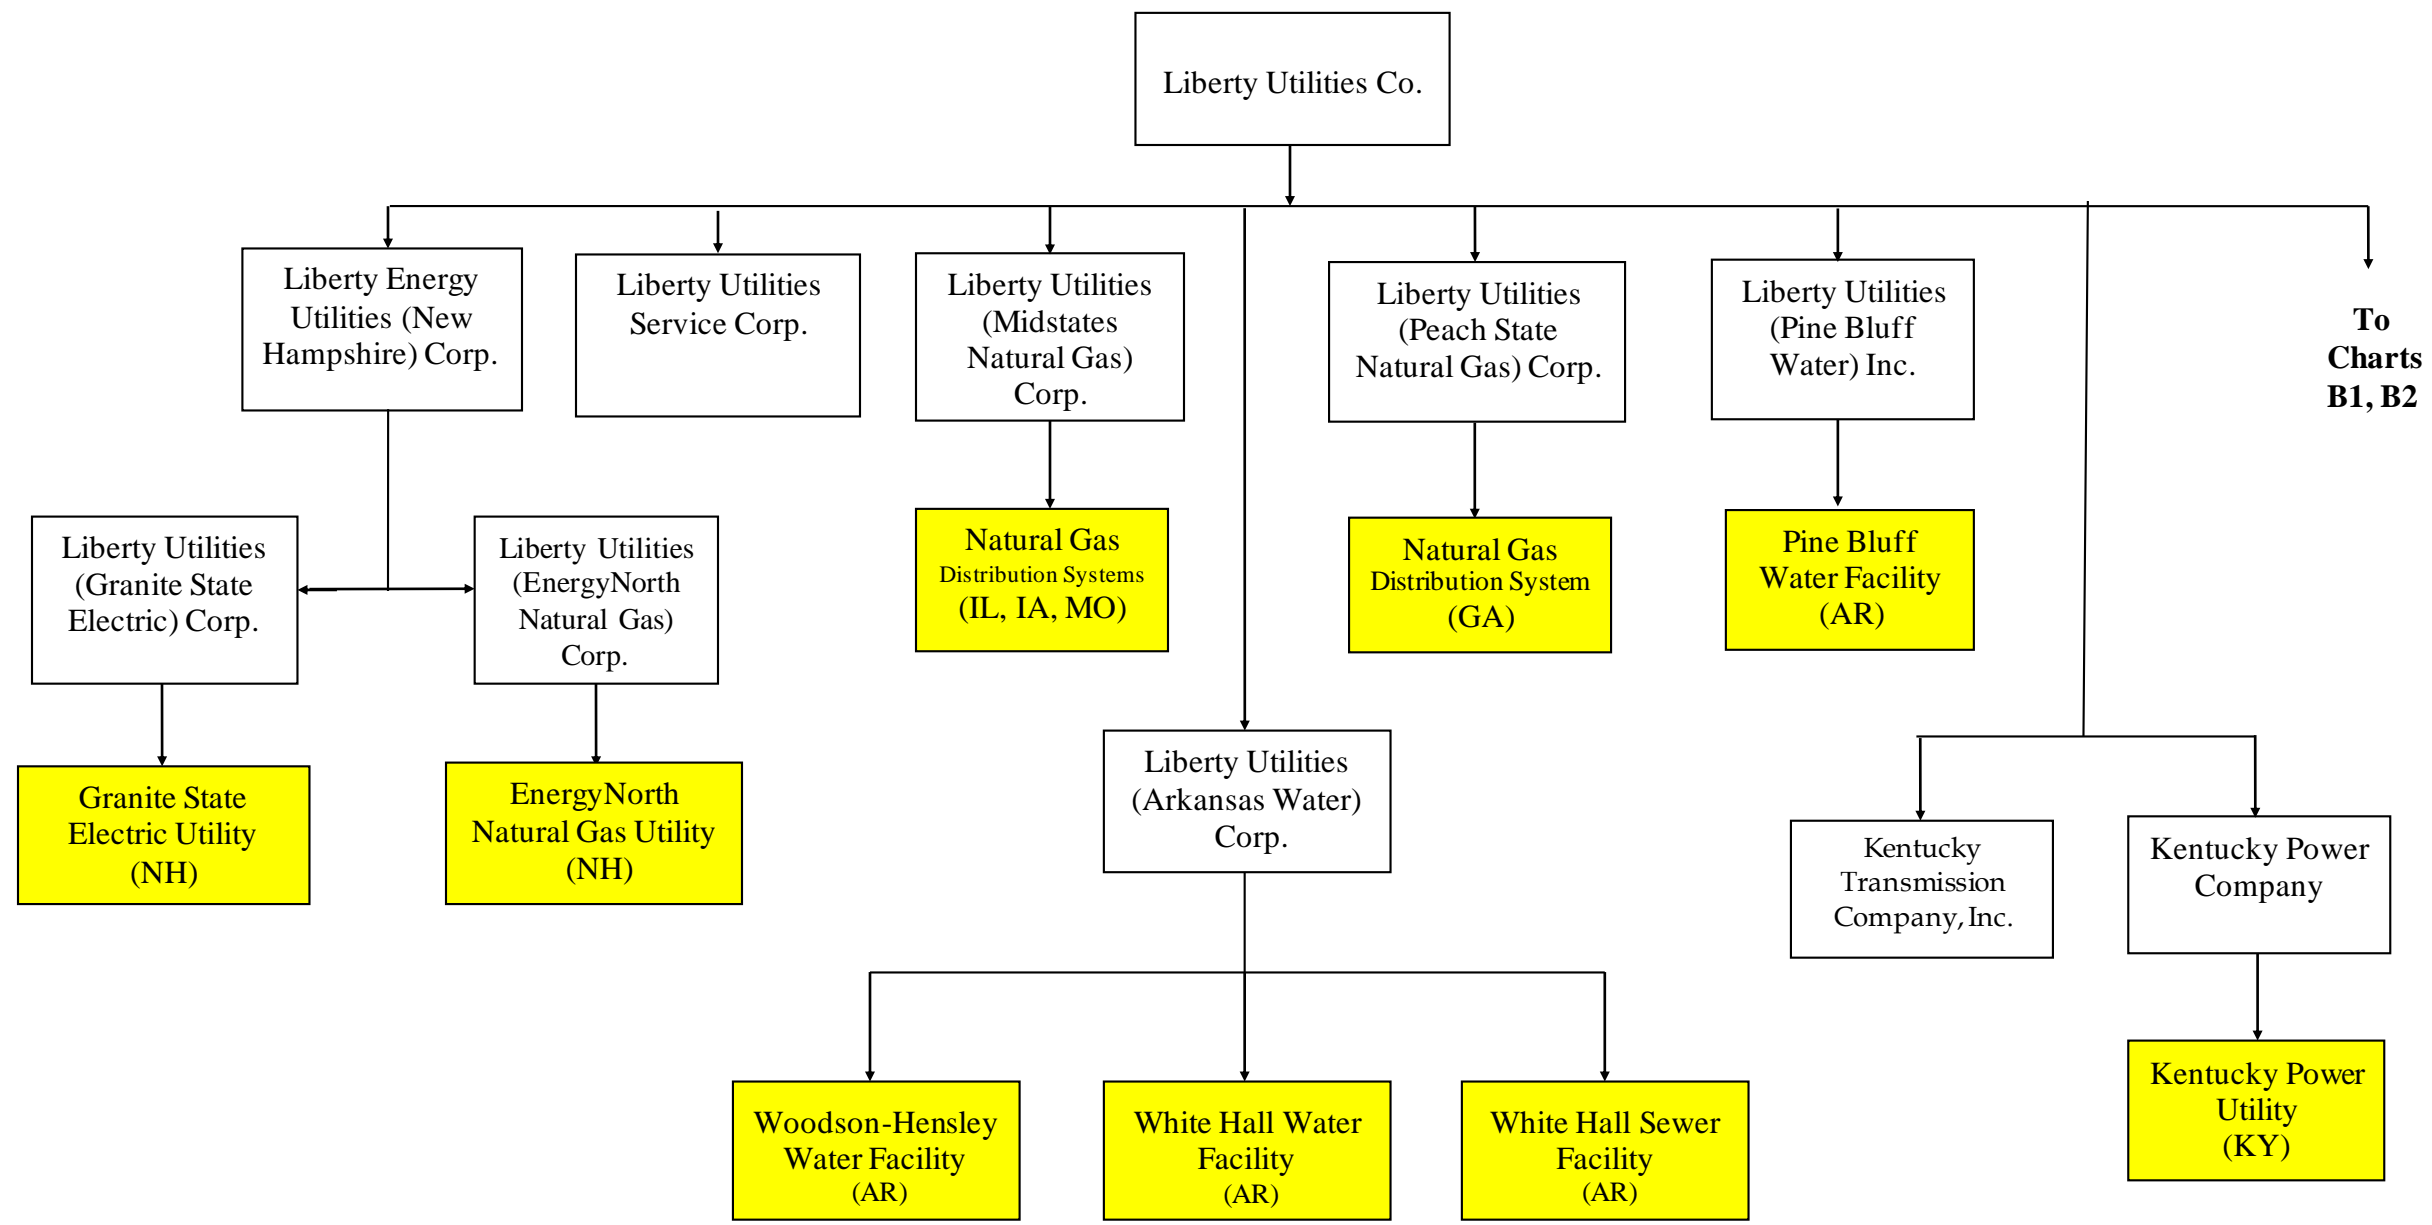 Liberty Utilities Co.
Liberty Energy
Utilities (New
Hampshire) Corp.
Liberty Utilities
Service Corp.
Liberty Utilities
(Midstates
Natural Gas)
Corp.
Liberty Utilities
(Peach State
Natural Gas) Corp.
Liberty Utilities
(Pine Bluff
Water) Inc.
To
Charts
B1, B2
Liberty Utilities
(Granite State
Electric) Corp.
Liberty Utilities
(EnergyNorth
Natural Gas)
Corp.
Natural Gas
Distribution Systems
(IL, IA, MO)
Natural Gas
Distribution System
(GA)
Pine Bluff
Water Facility
(AR)
Granite State
Electric Utility
(NH)
EnergyNorth
Natural Gas Utility
(NH)
Liberty Utilities
(Arkansas Water)
Corp.
Kentucky
Transmission
Company, Inc.
Kentucky Power
Company
Woodson-Hensley
Water Facility
(AR)
White Hall Water
Facility
(AR)
White Hall Sewer
Facility
(AR)
Kentucky Power
Utility
(KY)